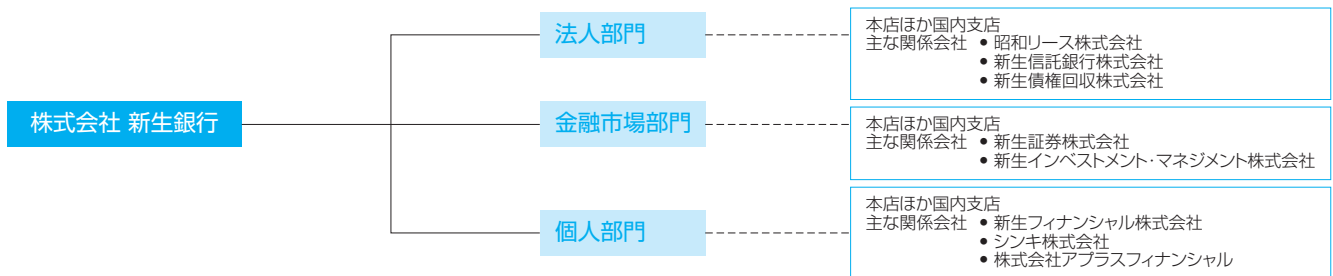 株式会社 新生銀行
法人部門
本店ほか国内支店
主な関係会社 • 昭和リース株式会社
• 新生信託銀行株式会社
• 新生債権回収株式会社
金融市場部門
本店ほか国内支店
主な関係会社 • 新生証券株式会社
• 新生インベストメント・マネジメント株式会社
個人部門
本店ほか国内支店
主な関係会社 • 新生フィナンシャル株式会社
• シンキ株式会社
• 株式会社アプラスフィナンシャル